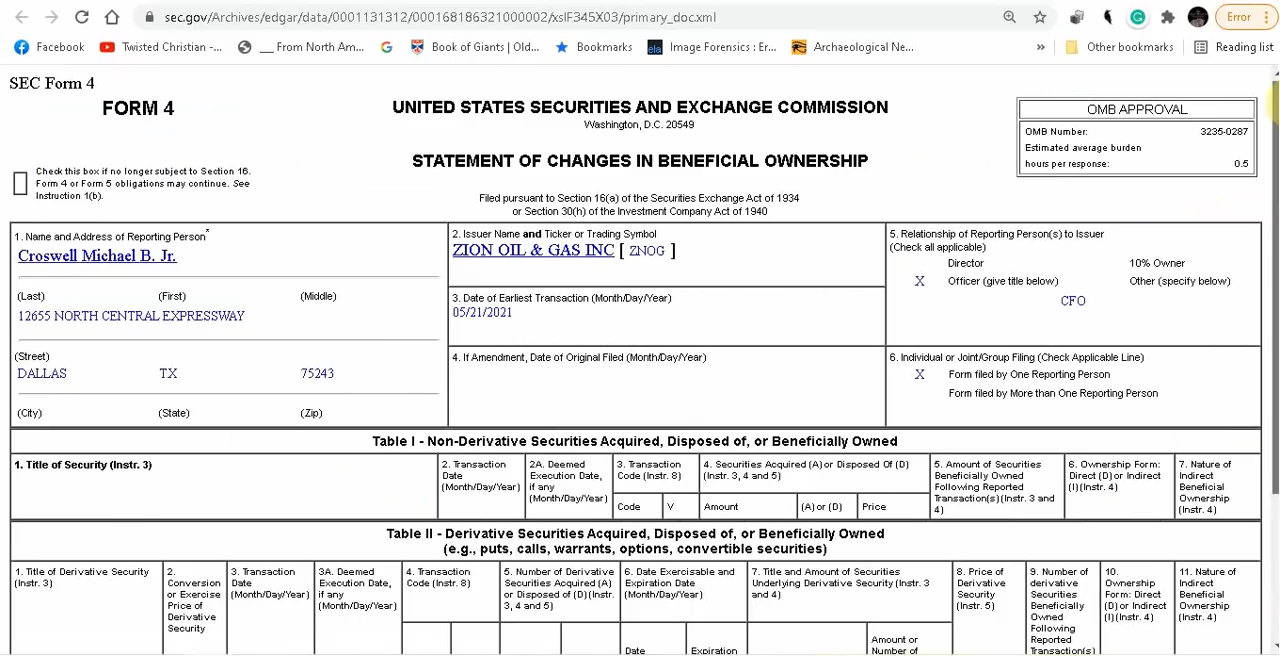 sec.gov/Archives/edgar/data/0001131312/000168186321000002/xslF345X03/primary_doc.xml
Error
Facebook
Twisted Christian -...
___ From North Am...
Book of Giants | Old...
Bookmarks
ela
Image Forensics : Er...
Archaeological Ne...
»
Other bookmarks
Reading list
SEC Form 4
FORM 4
UNITED STATES SECURITIES AND EXCHANGE COMMISSION
Washington, D.C. 20549
STATEMENT OF CHANGES IN BENEFICIAL OWNERSHIP
Filed pursuant to Section 16(a) of the Securities Exchange Act of 1934
or Section 30(h) of the Investment Company Act of 1940
OMB APPROVAL
OMB Number: 3235-0287
Estimated average burden
hours per response: 0.5
Check this box if no longer subject to Section 16.
Form 4 or Form 5 obligations may continue. See
Instruction 1(b).
1. Name and Address of Reporting Person*
Croswell Michael B. Jr.
(Last) (First) (Middle)
12655 NORTH CENTRAL EXPRESSWAY
(Street)
DALLAS TX 75243
(City) (State) (Zip)
2. Issuer Name and Ticker or Trading Symbol
ZION OIL & GAS INC [ ZNOG ]
3. Date of Earliest Transaction (Month/Day/Year)
05/21/2021
4. If Amendment, Date of Original Filed (Month/Day/Year)
5. Relationship of Reporting Person(s) to Issuer
(Check all applicable)
Director 10% Owner
X Officer (give title below) Other (specify below)
CFO
6. Individual or Joint/Group Filing (Check Applicable Line)
X Form filed by One Reporting Person
Form filed by More than One Reporting Person
Table I - Non-Derivative Securities Acquired, Disposed of, or Beneficially Owned
1. Title of Security (Instr. 3)
2. Transaction
Date
(Month/Day/Year)
2A. Deemed
Execution Date,
if any
(Month/Day/Year)
3. Transaction
Code (Instr. 8)
4. Securities Acquired (A) or Disposed Of (D)
(Instr. 3, 4 and 5)
5. Amount of
Securities
Beneficially Owned
Following Reported
Transaction(s) (Instr. 3 and
4)
6. Ownership Form:
Direct (D) or Indirect
(I) (Instr. 4)
7. Nature of
Indirect
Beneficial
Ownership
(Instr. 4)
Code V Amount (A) or (D) Price
Table II - Derivative Securities Acquired, Disposed of, or Beneficially Owned
(e.g., puts, calls, warrants, options, convertible securities)
1. Title of Derivative Security
(Instr. 3)
2.
Conversion
or Exercise
Price of
Derivative
Security
3. Transaction
Date
(Month/Day/Year)
3A. Deemed
Execution Date,
if any
(Month/Day/Year)
4. Transaction
Code (Instr. 8)
5. Number of Derivative
Securities Acquired (A)
or Disposed of (D) (Instr.
3, 4 and 5)
6. Date Exercisable and
Expiration Date
(Month/Day/Year)
7. Title and Amount of Securities
Underlying Derivative Security (Instr. 3
and 4)
8. Price of
Derivative
Security
(Instr. 5)
9. Number of
derivative
Securities
Beneficially
Owned
Following
Reported
Transaction(s)
10.
Ownership
Form: Direct
(D) or Indirect
(I) (Instr. 4)
11. Nature of
Indirect
Beneficial
Ownership
(Instr. 4)
Date
Expiration
Amount or
Number of